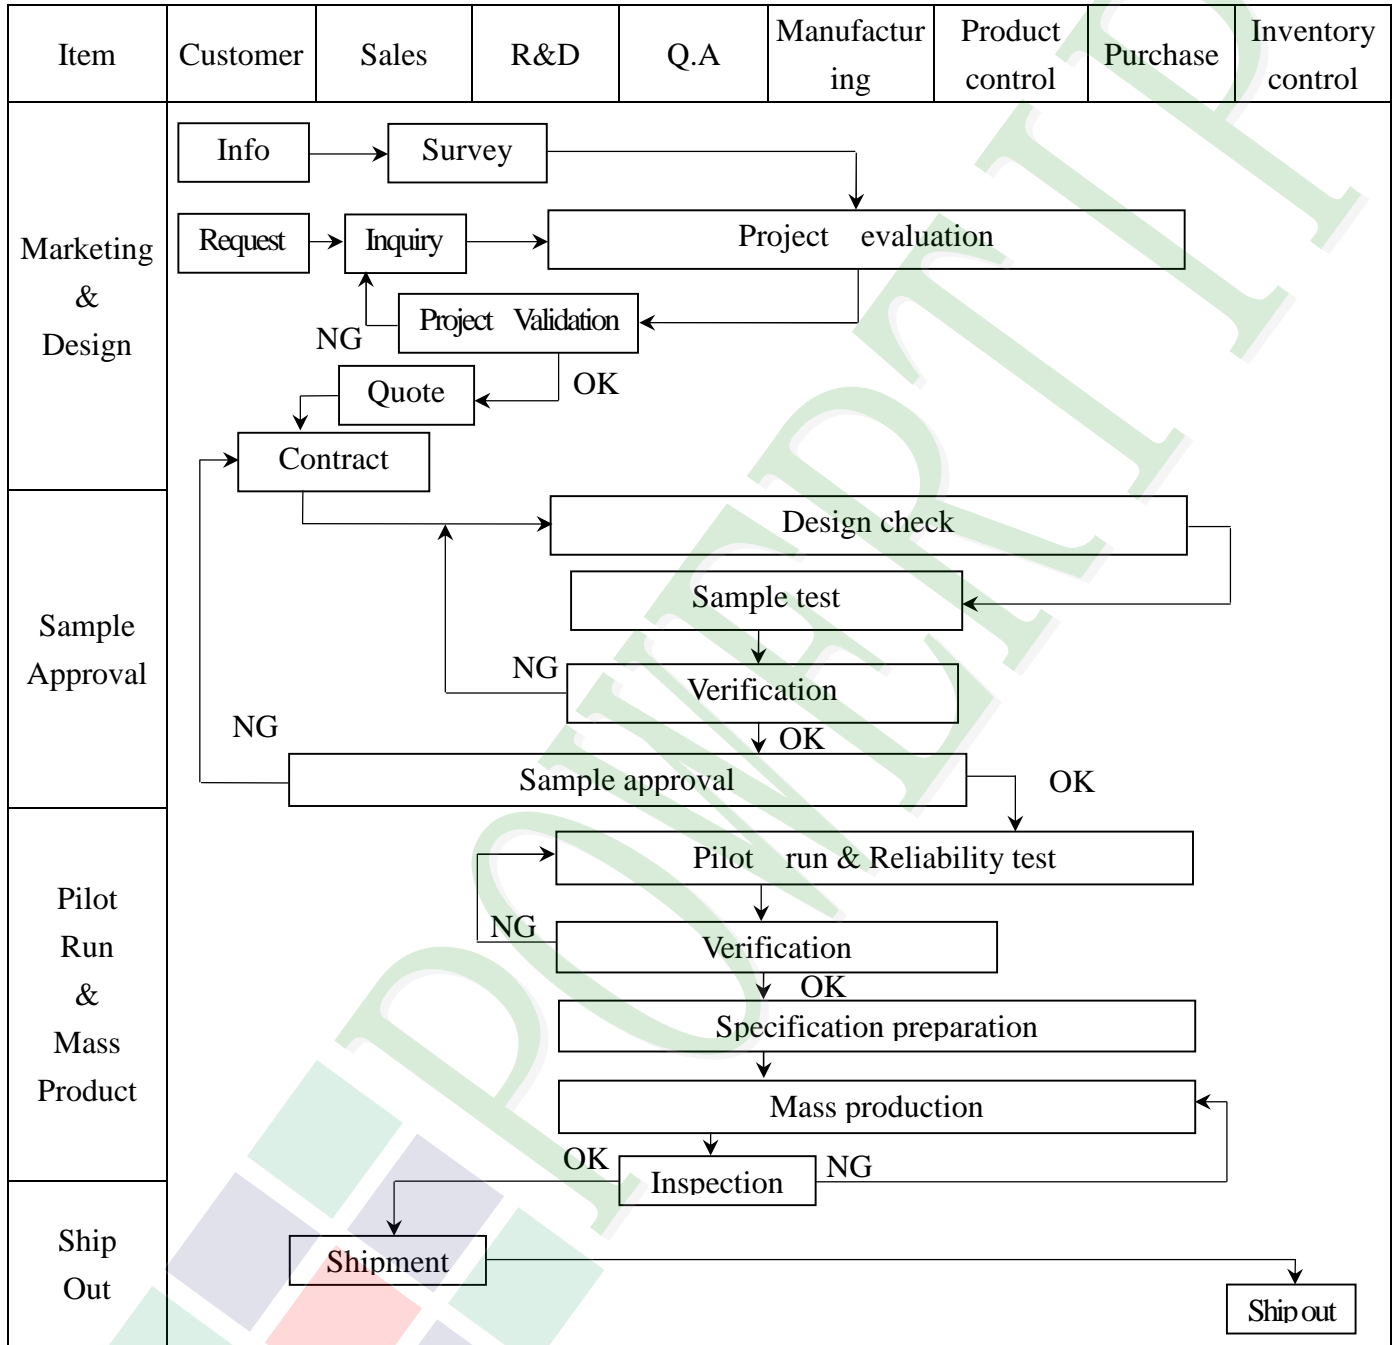 Item
Customer
Sales
R&D
Q.A
Manufactur
ing
Product
control
Purchase
Inventory
control
Marketing
&
Design
Info
Survey
Request
Inquiry
Project evaluation
Project Validation
NG
OK
Quote
Contract
Sample
Approval
Design check
Sample test
NG
Verification
NG
OK
Sample approval
OK
Pilot
Run
&
Mass
Product
Pilot run & Reliability test
NG
Verification
OK
Specification preparation
Mass production
OK
Inspection
NG
Ship
Out
Shipment
Ship out
POWERTIP